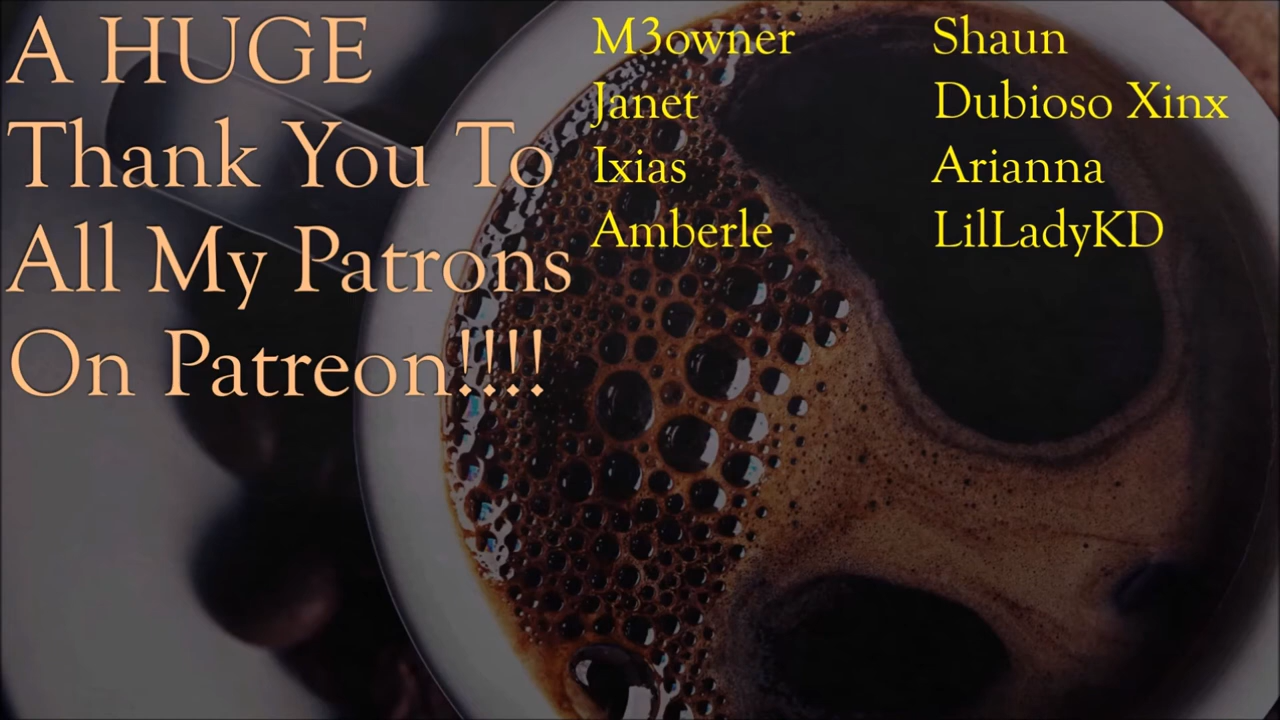 A HUGE
Thank You To
All My Patrons
On Patreon!!!!
M3owner
Janet
Ixias
Amberle
Shaun
Dubioso Xinx
Arianna
LilLadyKD